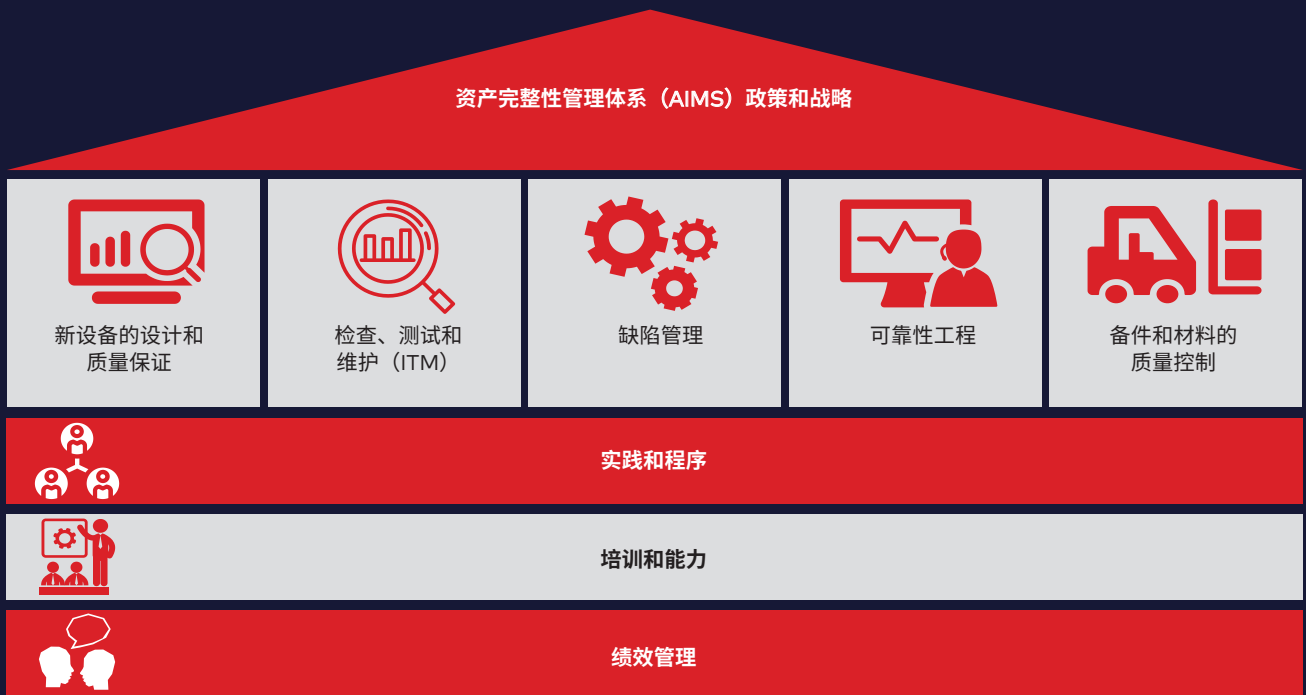 资产完整性管理体系（AIMS）政策和战略
新设备的设计和
质量保证
检查、测试和
维护（ITM）
缺陷管理
可靠性工程
备件和材料的
质量控制
实践和程序
培训和能力
绩效管理